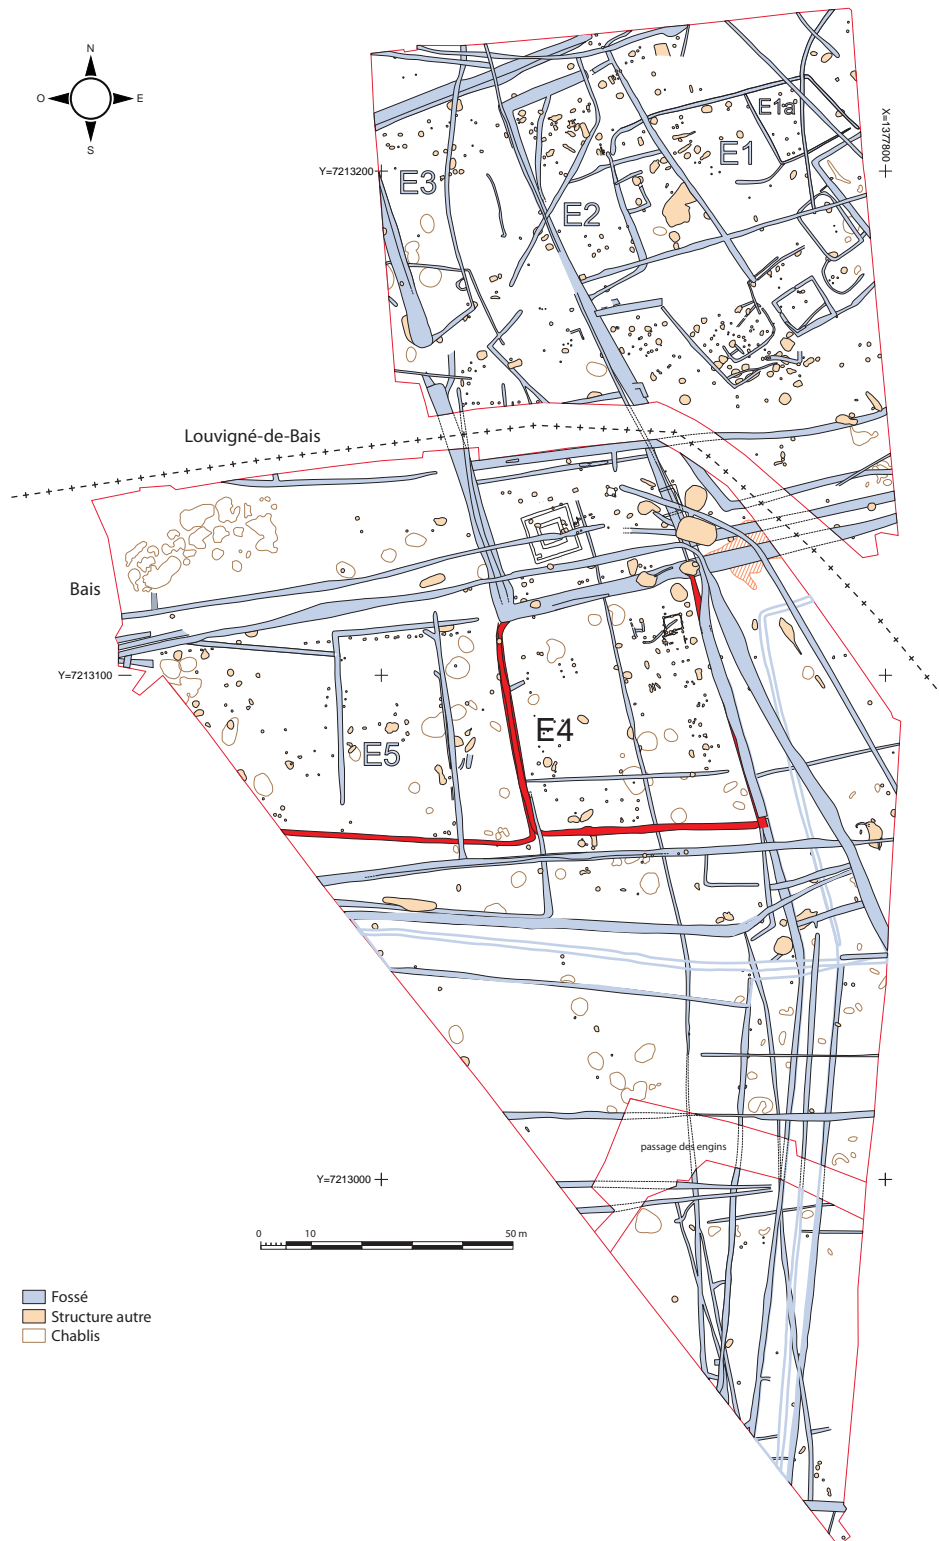 N
O E
S
X=1377800
E1a
E1
Y=7213200
E3
E2
Louvigné-de-Bais
Bais
Y=7213100
E4
E5
passage des engins
Y=7213000
0 10 50 m
Fossé
Structure autre
Chablis